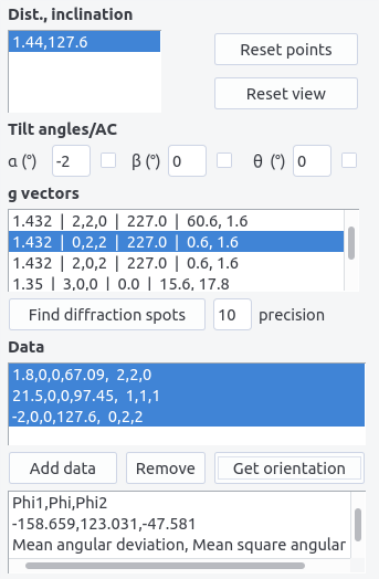 Dist., inclination
1.44,127.6
Reset points
Reset view
Tilt angles/AC
α (°) -2 β (°) 0 θ (°) 0
g vectors
1.432 | 2,2,0 | 227.0 | 60.6, 1.6
1.432 | 0,2,2 | 227.0 | 0.6, 1.6
1.432 | 2,0,2 | 227.0 | 0.6, 1.6
1.35 | 3,0,0 | 0.0 | 15.6, 17.8
Find diffraction spots 10 precision
Data
1.8,0,0,67.09, 2,2,0
21.5,0,0,97.45, 1,1,1
-2,0,0,127.6, 0,2,2
Add data Remove Get orientation
Phi1,Phi,Phi2
-158.659,123.031,-47.581
Mean angular deviation, Mean square angular